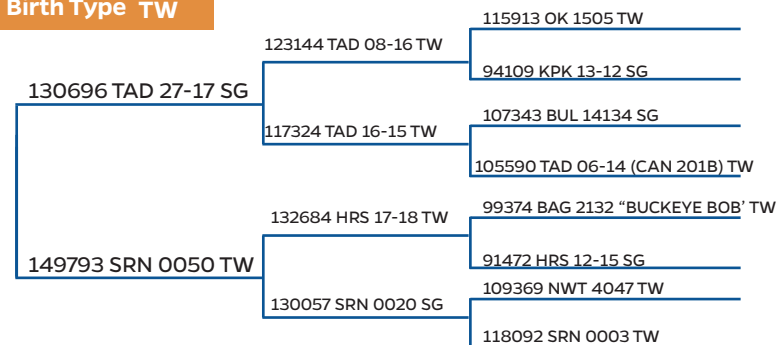 Birth Type TW
115913 OK 1505 TW
123144 TAD 08-16 TW
94109 KPK 13-12 SG
130696 TAD 27-17 SG
107343 BUL 14134 SG
117324 TAD 16-15 TW
105590 TAD 06-14 (CAN 201B) TW
99374 BAG 2132 “BUCKEYE BOB’ TW
132684 HRS 17-18 TW
91472 HRS 12-15 SG
149793 SRN 0050 TW
109369 NWT 4047 TW
130057 SRN 0020 SG
118092 SRN 0003 TW